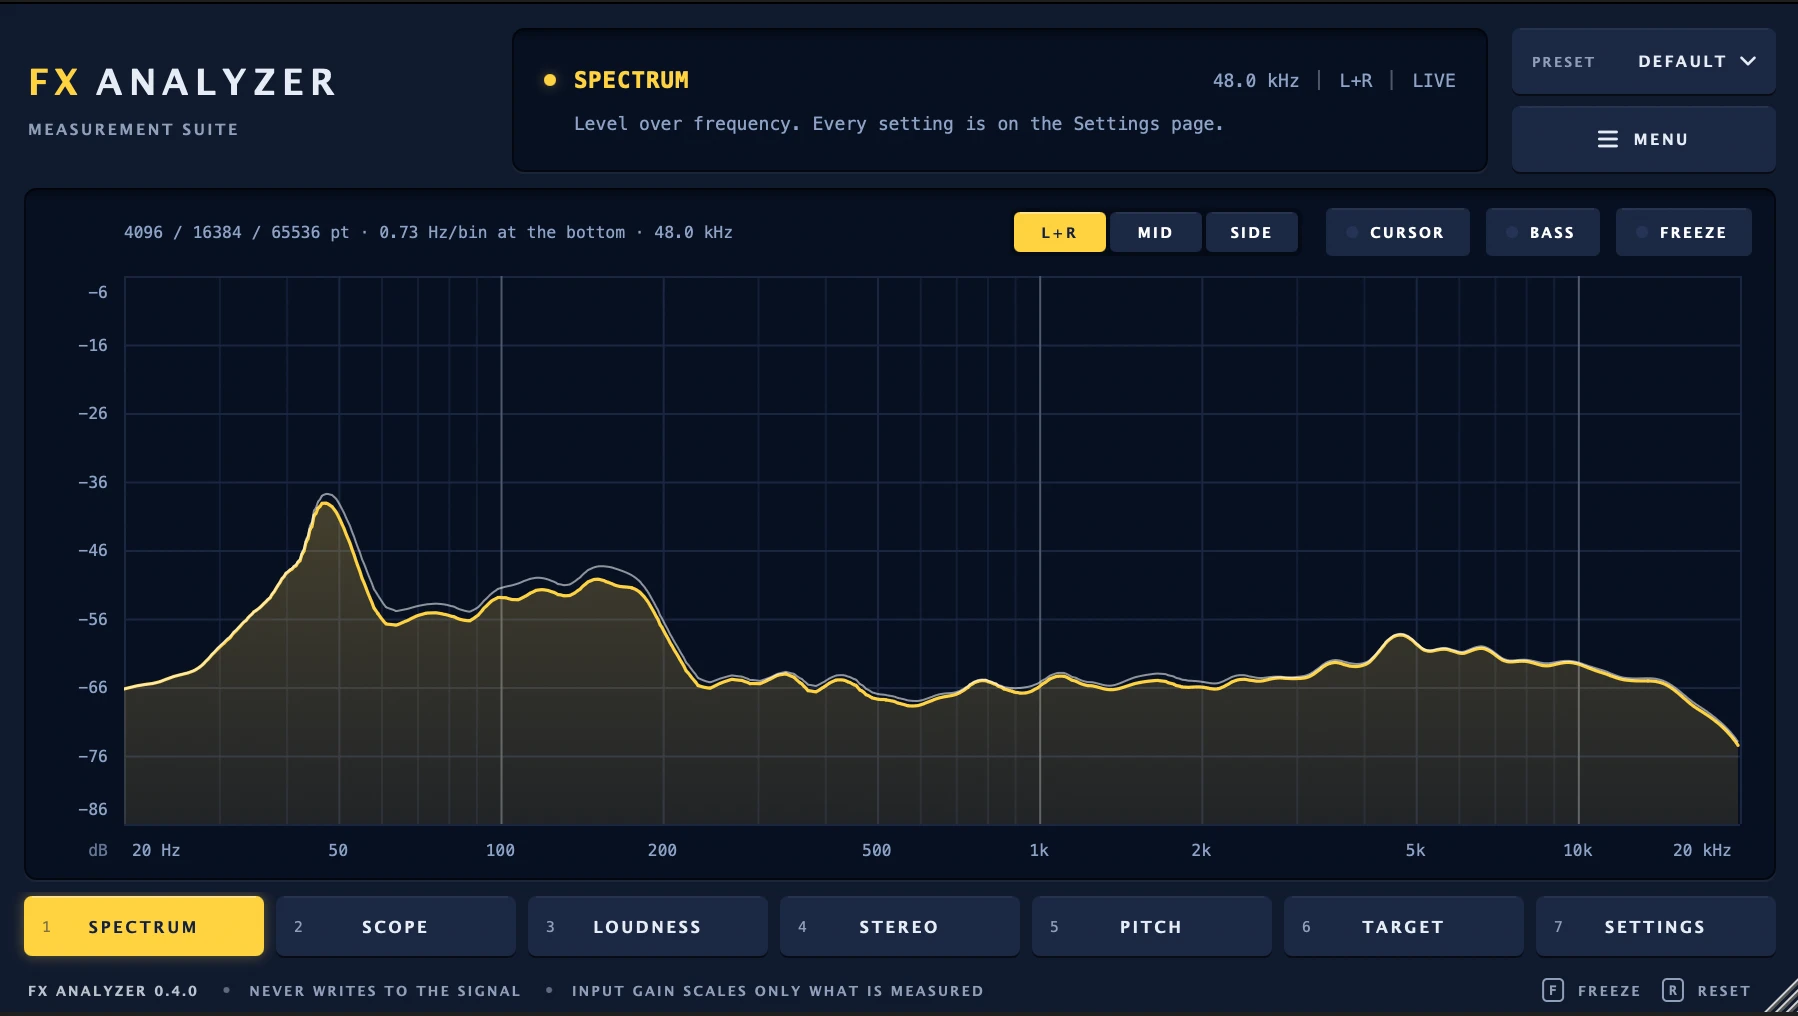 FX ANALYZER
MEASUREMENT SUITE
SPECTRUM
48.0 kHz | L+R | LIVE
Level over frequency. Every setting is on the Settings page.
PRESET DEFAULT
MENU
4096 / 16384 / 65536 pt · 0.73 Hz/bin at the bottom · 48.0 kHz
L+R MID SIDE CURSOR BASS FREEZE
−6
−16
−26
−36
−46
−56
−66
−76
−86
dB 20 Hz 50 100 200 500 1k 2k 5k 10k 20 kHz
1 SPECTRUM 2 SCOPE 3 LOUDNESS 4 STEREO 5 PITCH 6 TARGET 7 SETTINGS
FX ANALYZER 0.4.0 • NEVER WRITES TO THE SIGNAL • INPUT GAIN SCALES ONLY WHAT IS MEASURED
F FREEZE R RESET